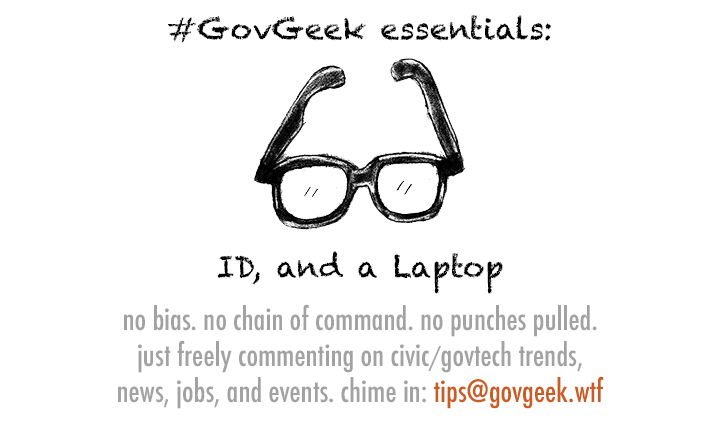 #GovGeek essentials:
ID, and a Laptop
no bias. no chain of command. no punches pulled.
just freely commenting on civic/govtech trends,
news, jobs, and events. chime in: tips@govgeek.wtf